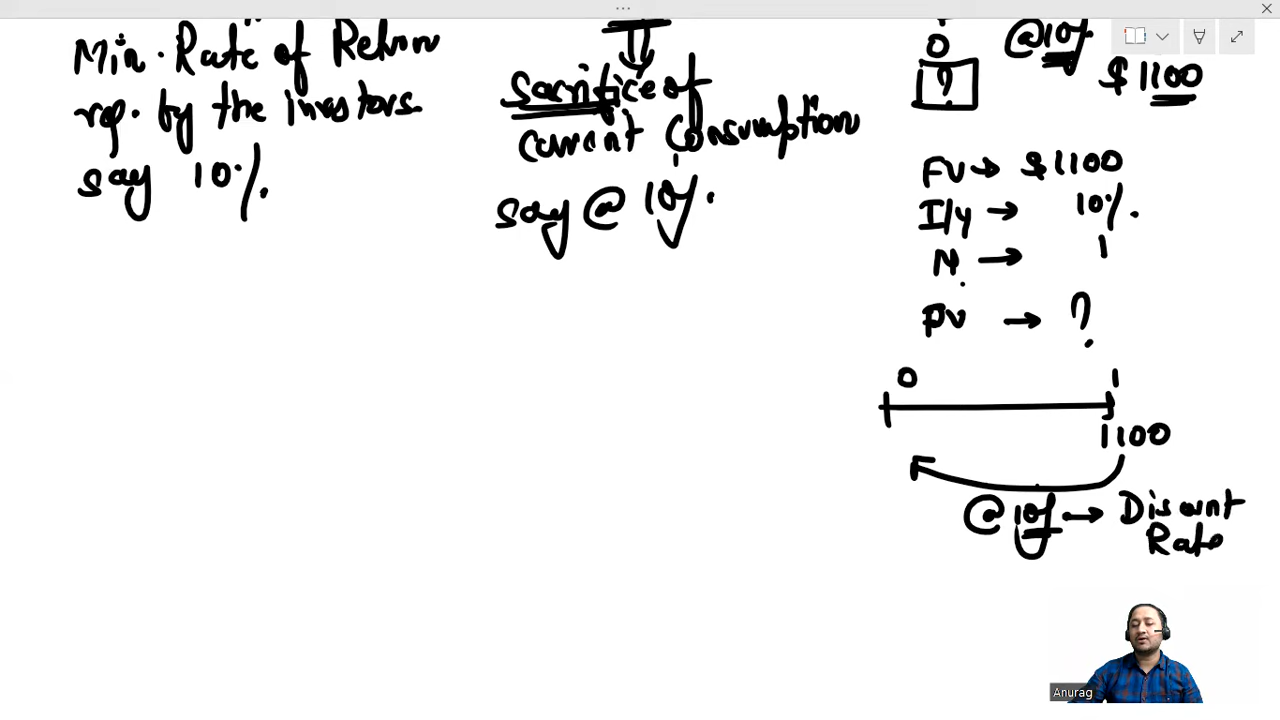 Min. Rate of Return
req. by the investors
say 10%.
sacrifice of
current consumption
say @ 10%.
0
@10%
?
$1100
FV → $1100
I/y → 10%.
N → 1
PV → ?
0 1
1100
@ 10% → Discount
Rate
Anurag